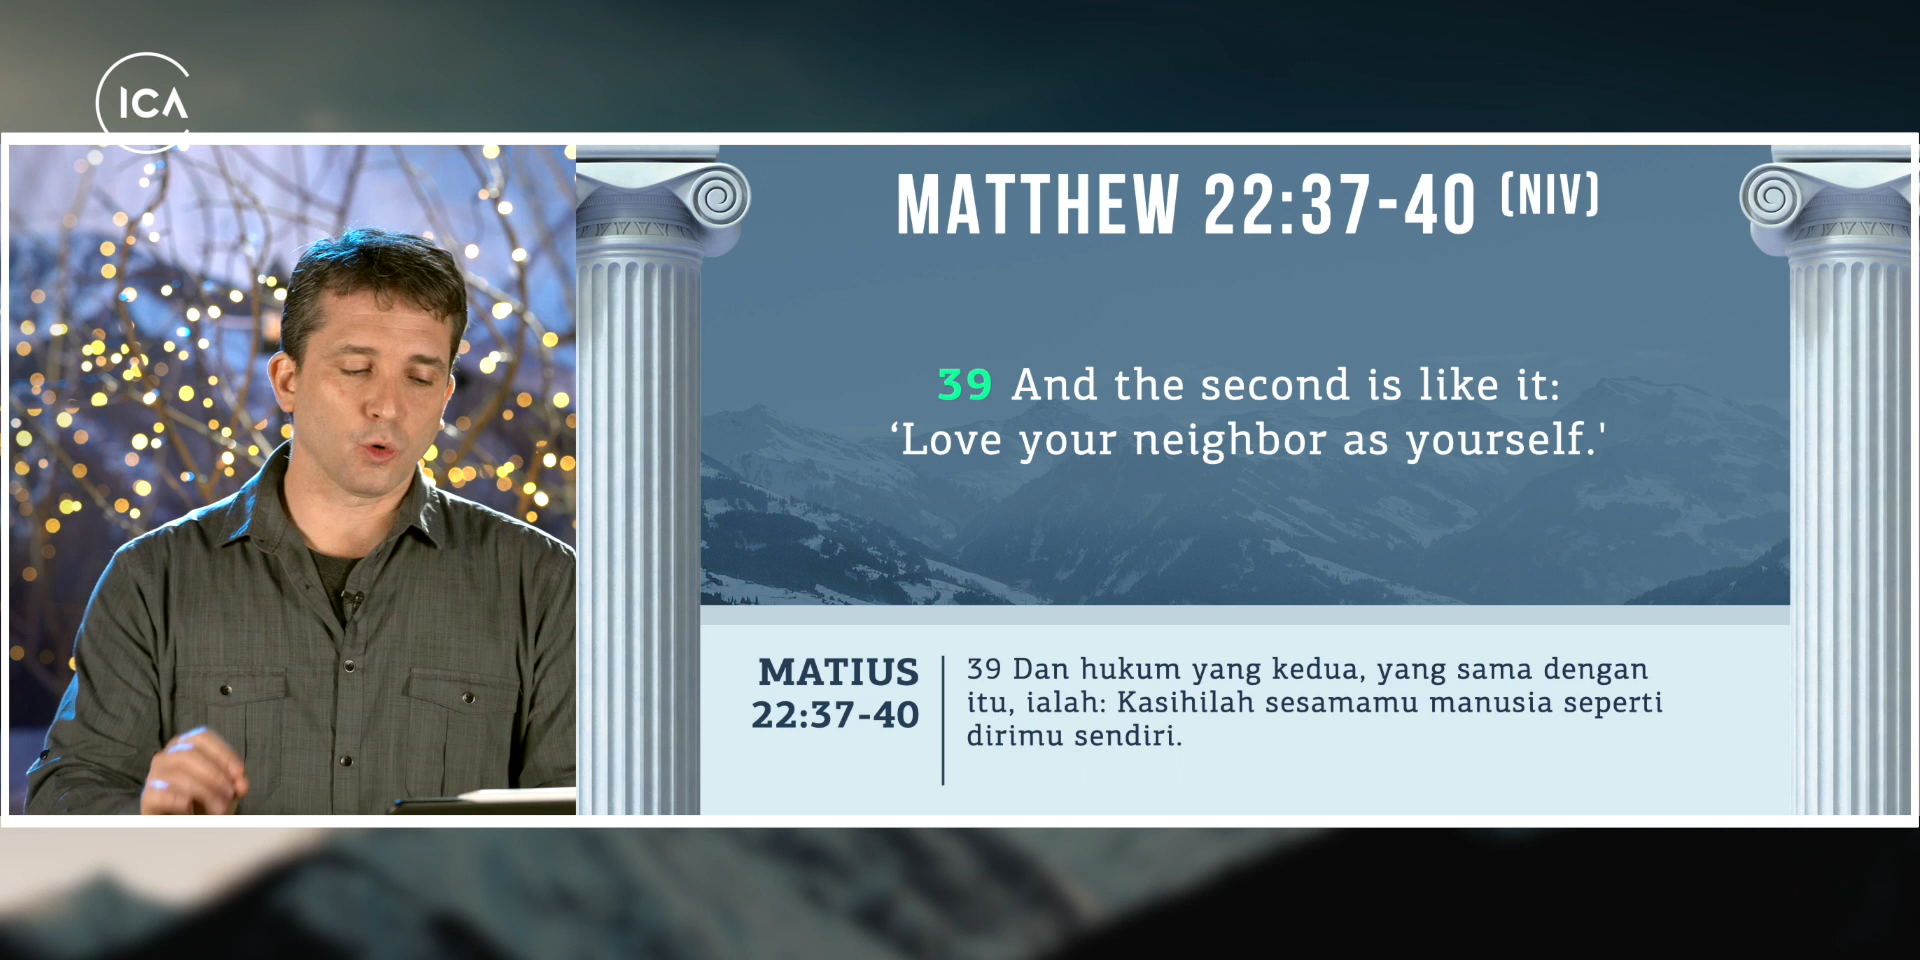 ICA
MATTHEW 22:37-40 (NIV)
39 And the second is like it:
‘Love your neighbor as yourself.'
MATIUS
22:37-40
39 Dan hukum yang kedua, yang sama dengan
itu, ialah: Kasihilah sesamamu manusia seperti
dirimu sendiri.